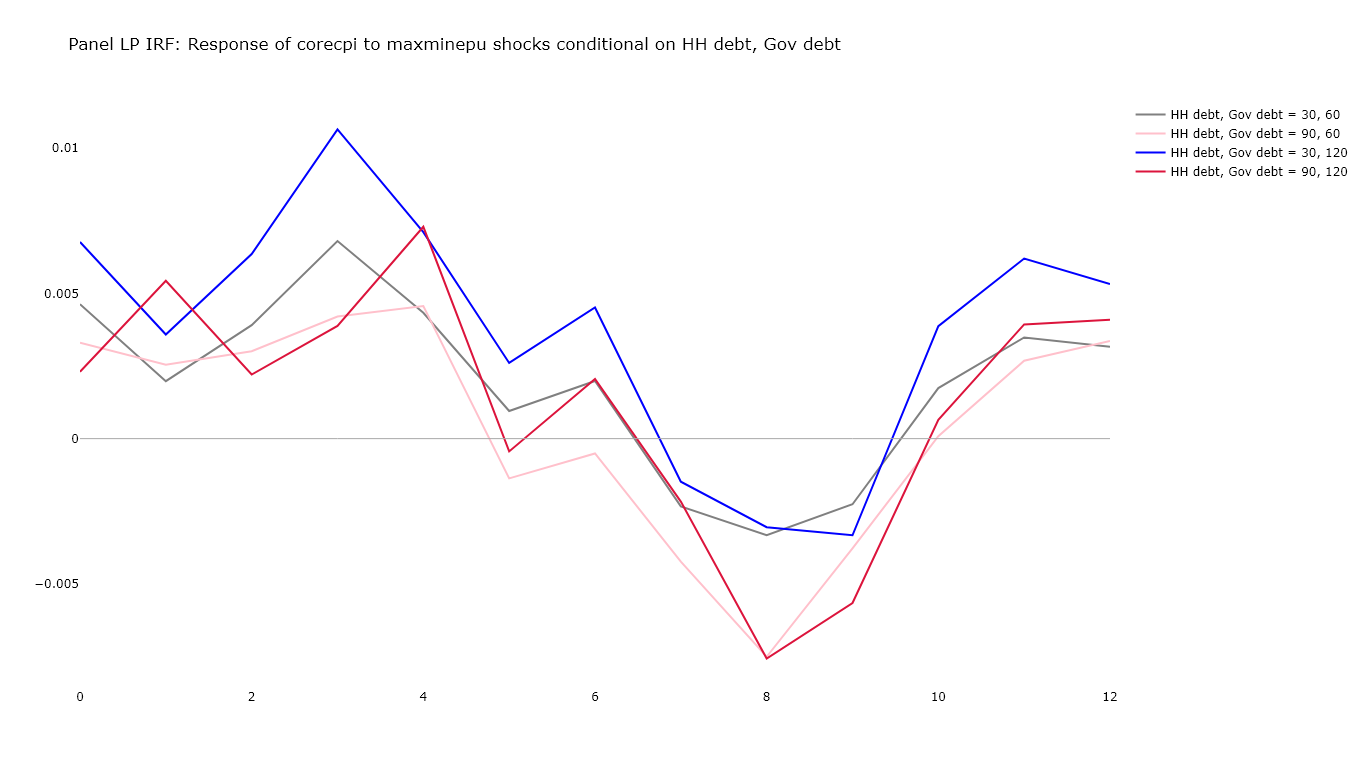 Panel LP IRF: Response of corecpi to maxminepu shocks conditional on HH debt, Gov debt
HH debt, Gov debt = 30, 60
HH debt, Gov debt = 90, 60
HH debt, Gov debt = 30, 120
HH debt, Gov debt = 90, 120
0.01
0.005
0
−0.005
0 2 4 6 8 10 12